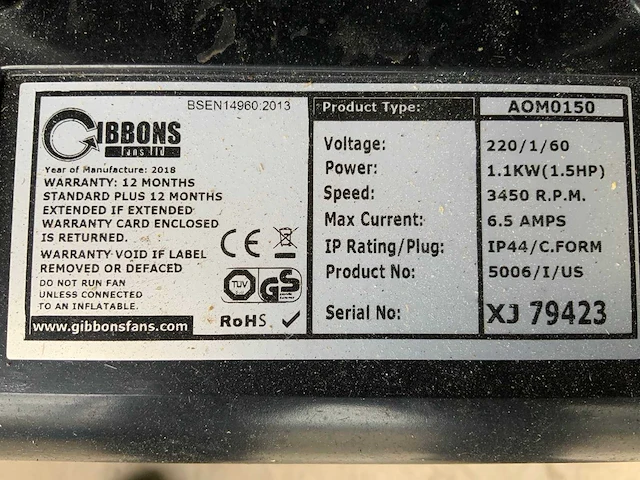 BSEN14960:2013
GIBBONS
Fans Ltd
Year of Manufacture: 2018
WARRANTY: 12 MONTHS
STANDARD PLUS 12 MONTHS
EXTENDED IF EXTENDED
WARRANTY CARD ENCLOSED
IS RETURNED.
WARRANTY VOID IF LABEL
REMOVED OR DEFACED
DO NOT RUN FAN
UNLESS CONNECTED
TO AN INFLATABLE.
www.gibbonsfans.com
CE
TUV
GS
RoHS
Product Type: AOM0150
Voltage: 220/1/60
Power: 1.1KW(1.5HP)
Speed: 3450 R.P.M.
Max Current: 6.5 AMPS
IP Rating/Plug: IP44/C.FORM
Product No: 5006/I/US
Serial No: XJ 79423